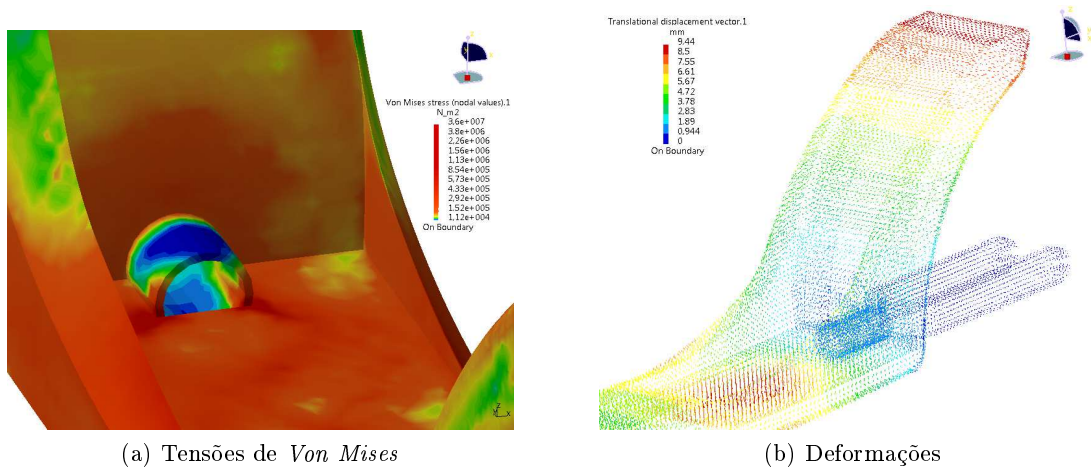 Von Mises stress (nodal values).1
N_m2
3,6e+007
3.8e+006
2.26e+006
1.56e+006
1.13e+006
8.54e+005
5,73e+005
4.33e+005
2.92e+005
1.52e+005
1,12e+004
On Boundary
Translational displacement vector.1
mm
9.44
8.5
7.55
6.61
5.67
4.72
3.78
2.83
1.89
0.944
0
On Boundary
(a) Tensões de Von Mises
(b) Deformações